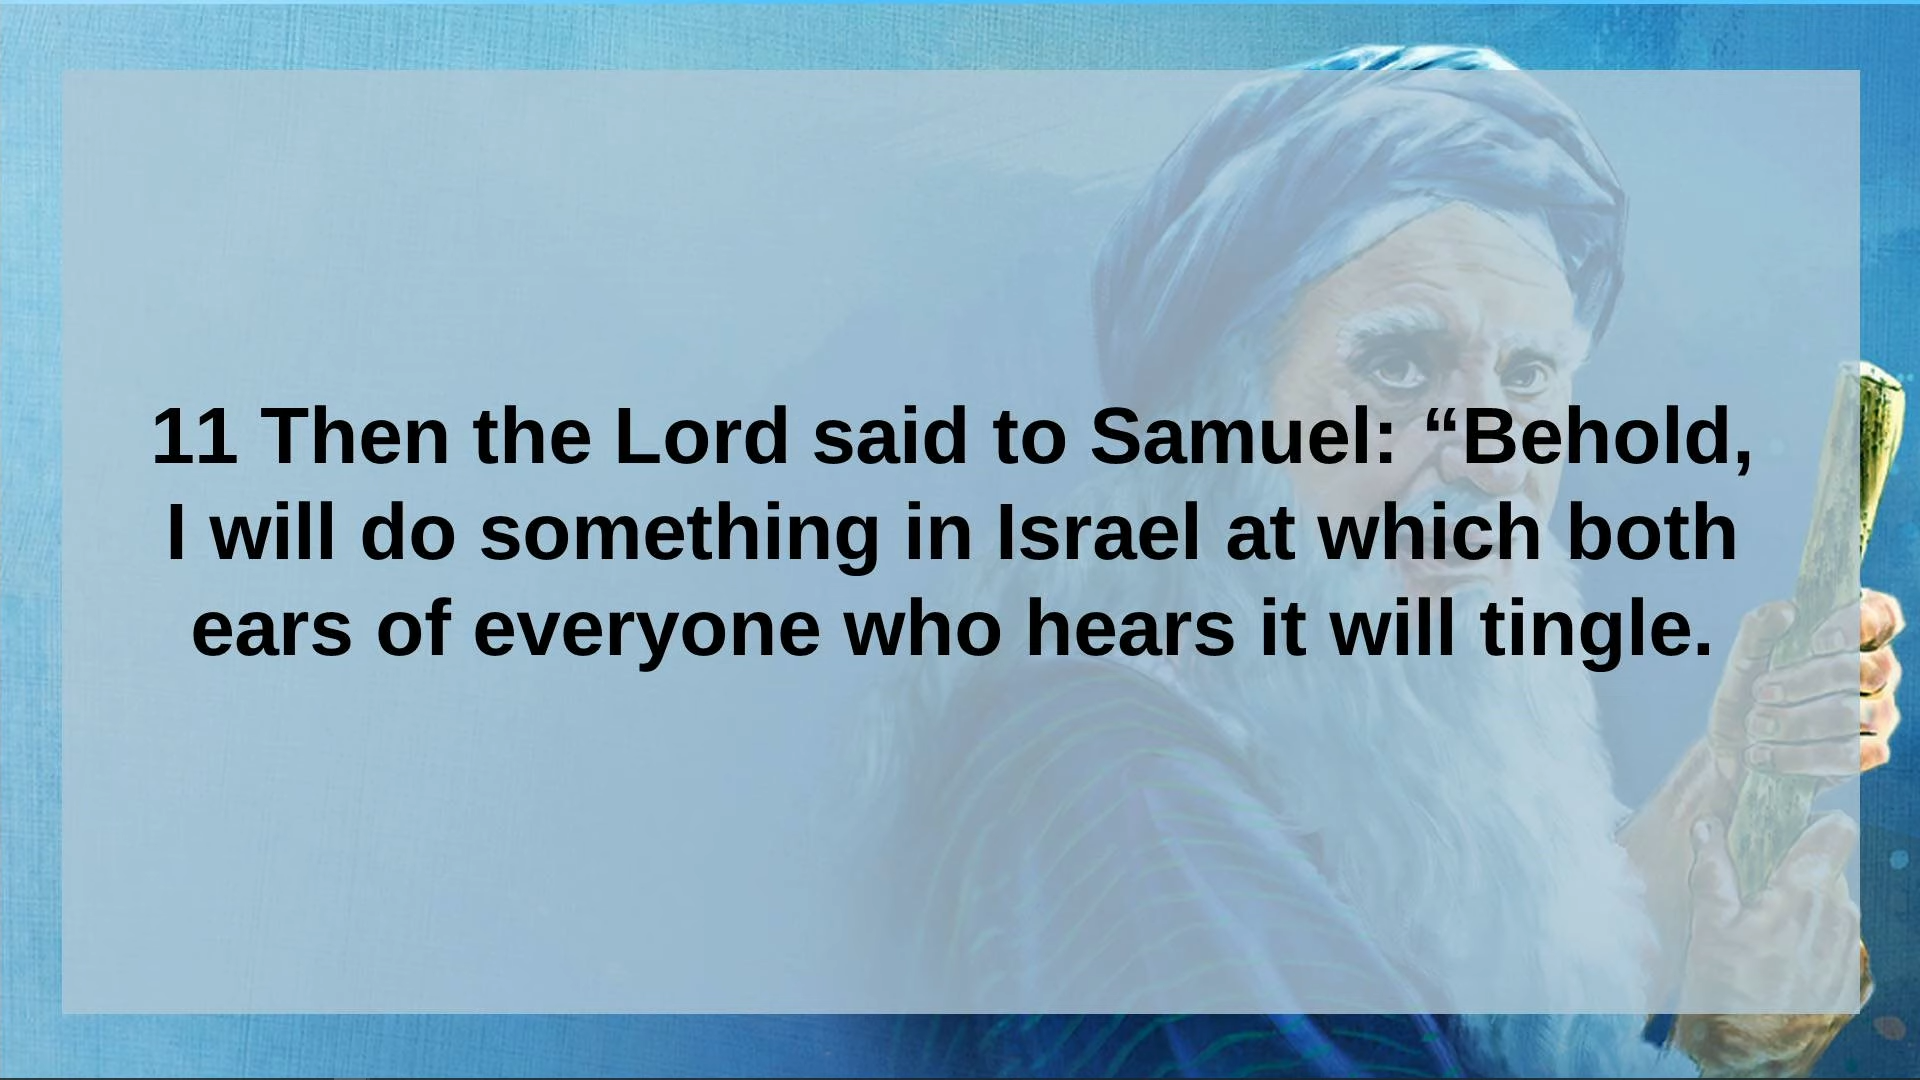 11 Then the Lord said to Samuel: “Behold,
I will do something in Israel at which both
ears of everyone who hears it will tingle.